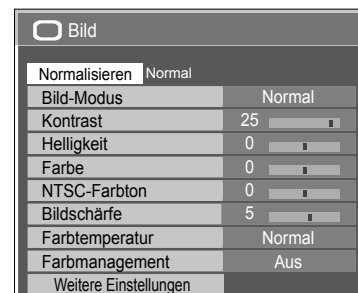 Bild
Normalisieren Normal
Bild-Modus Normal
Kontrast 25
Helligkeit 0
Farbe 0
NTSC-Farbton 0
Bildschärfe 5
Farbtemperatur Normal
Farbmanagement Aus
Weitere Einstellungen